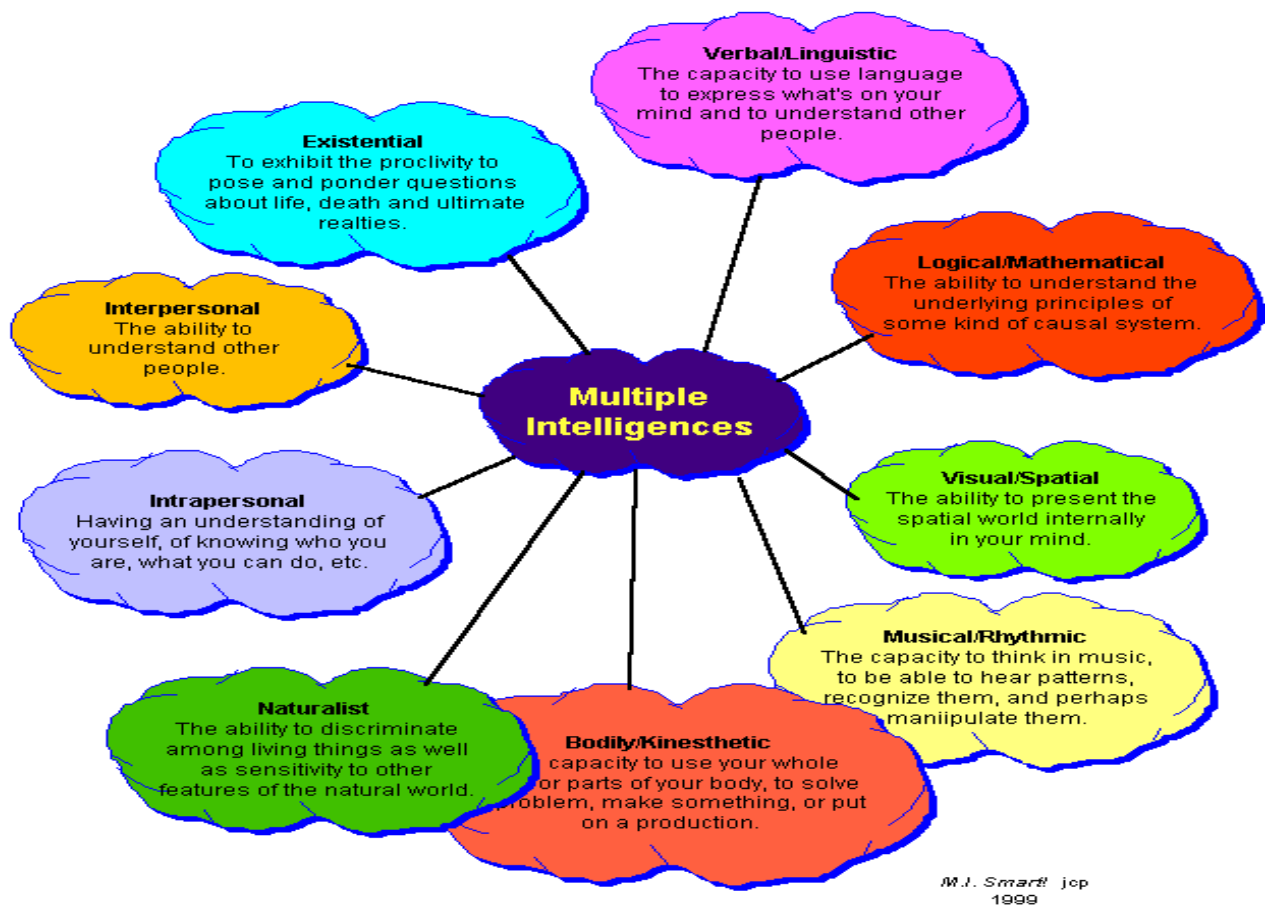 Verbal/Linguistic
The capacity to use language
to express what's on your
mind and to understand other
people.
Existential
To exhibit the proclivity to
pose and ponder questions
about life, death and ultimate
realties.
Logical/Mathematical
The ability to understand the
underlying principles of
some kind of causal system.
Interpersonal
The ability to
understand other
people.
Multiple
Intelligences
Visual/Spatial
The ability to present the
spatial world internally
in your mind.
Intrapersonal
Having an understanding of
yourself, of knowing who you
are, what you can do, etc.
Musical/Rhythmic
The capacity to think in music,
to be able to hear patterns,
recognize them, and perhaps
maniipulate them.
Naturalist
The ability to discriminate
among living things as well
as sensitivity to other
features of the natural world.
Bodily/Kinesthetic
capacity to use your whole
or parts of your body, to solve
roblem, make something, or put
on a production.
M.I. Smart! jcp
1999